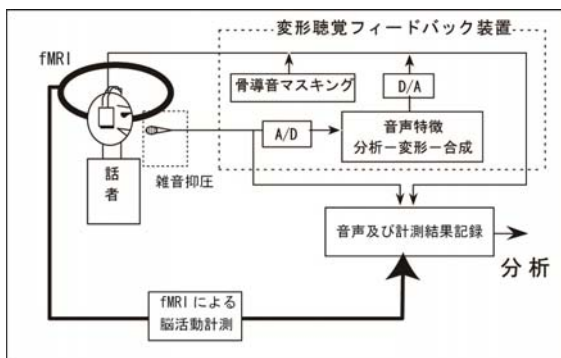 変形聴覚フィードバック装置
fMRI
骨導音マスキング
D/A
A/D
音声特徴
分析－変形－合成
雑音抑圧
話
者
音声及び計測結果記録
分析
fMRIによる
脳活動計測